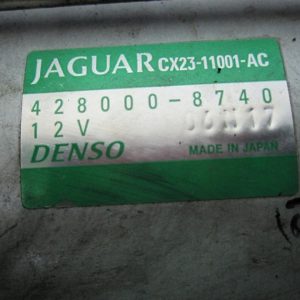 JAGUAR CX23-11001-AC
428000-8740
12V
DENSO MADE IN JAPAN